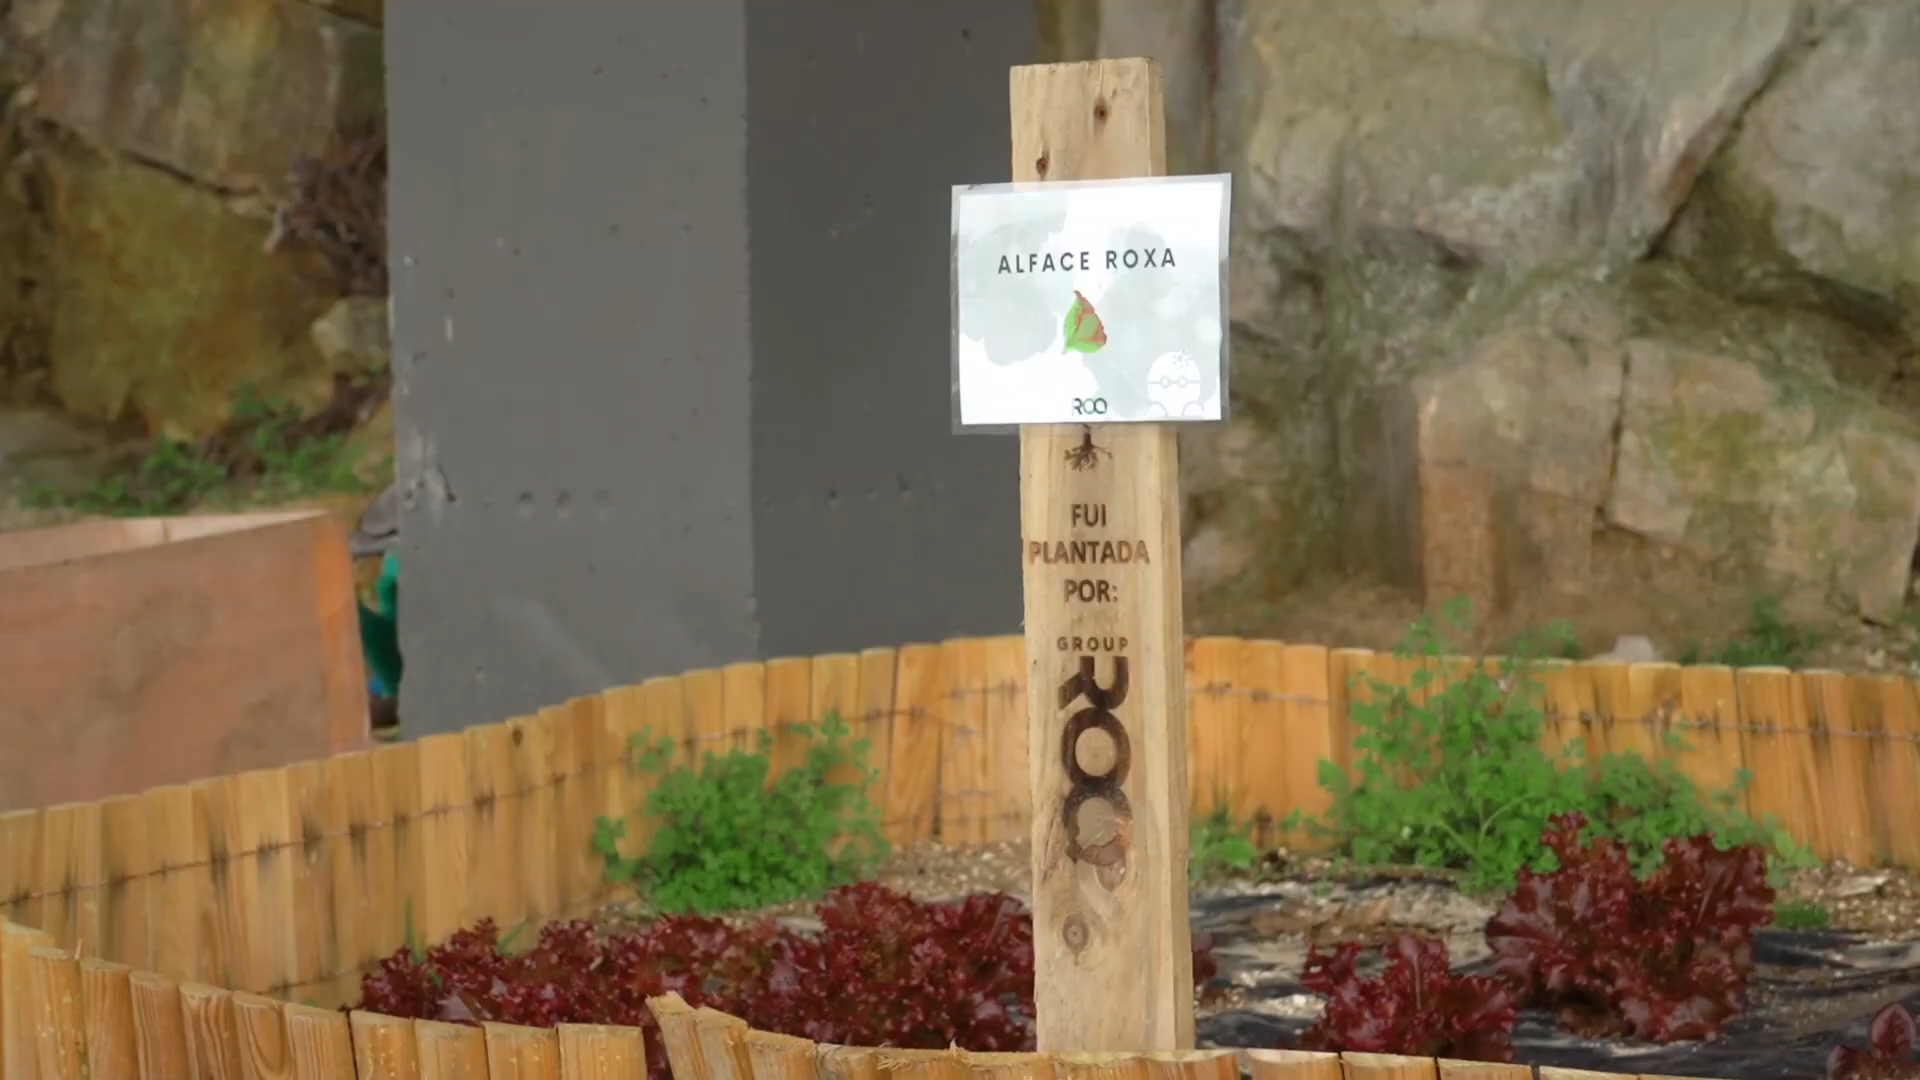 ALFACE ROXA
ROO
FUI
PLANTADA
POR:
GROUP
ROO